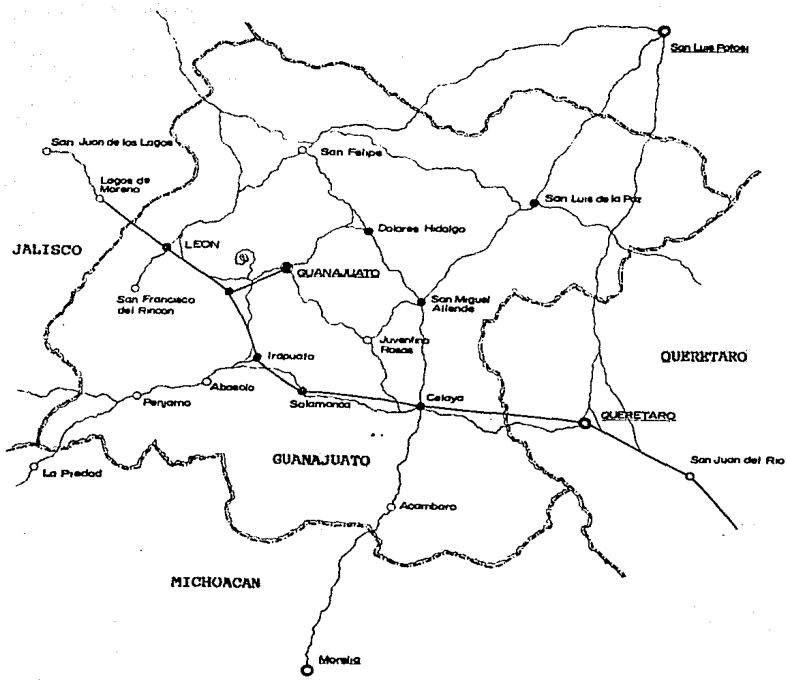 San Luis Potosi
San Juan de los Lagos
San Felipe
Lagos de
Moreno
San Luis de la Paz
Dolores Hidalgo
LEON
JALISCO
GUANAJUATO
San Francisco
del Rincon
San Miguel
Allende
Juventino
Rosas
Irapuato
QUERETARO
Abasolo
Penjamo
Salamanca
Celaya
QUERETARO
GUANAJUATO
San Juan del Rio
La Piedad
Acambaro
MICHOACAN
Morelia